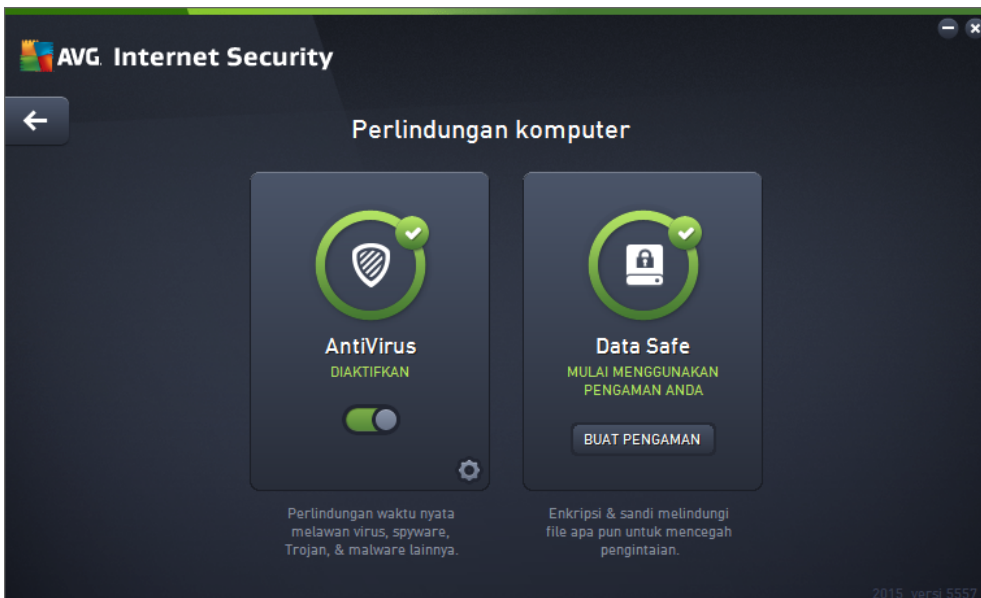 AVG Internet Security
Perlindungan komputer
AntiVirus
DIAKTIFKAN
Perlindungan waktu nyata
melawan virus, spyware,
Trojan, & malware lainnya.
Data Safe
MULAI MENGGUNAKAN
PENGAMAN ANDA
BUAT PENGAMAN
Enkripsi & sandi melindungi
file apa pun untuk mencegah
pengintaian.
2015 versi 5557